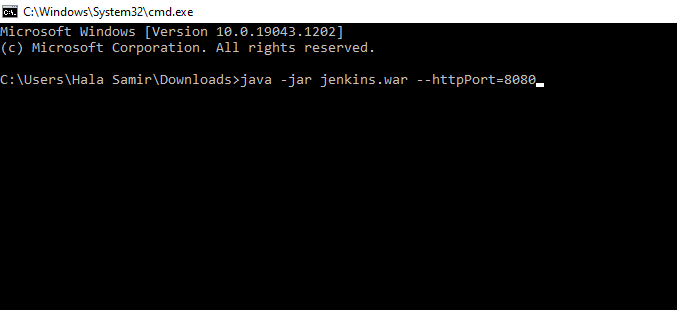 C:\Windows\System32\cmd.exe
Microsoft Windows [Version 10.0.19043.1202]
(c) Microsoft Corporation. All rights reserved.
C:\Users\Hala Samir\Downloads>java -jar jenkins.war --httpPort=8080